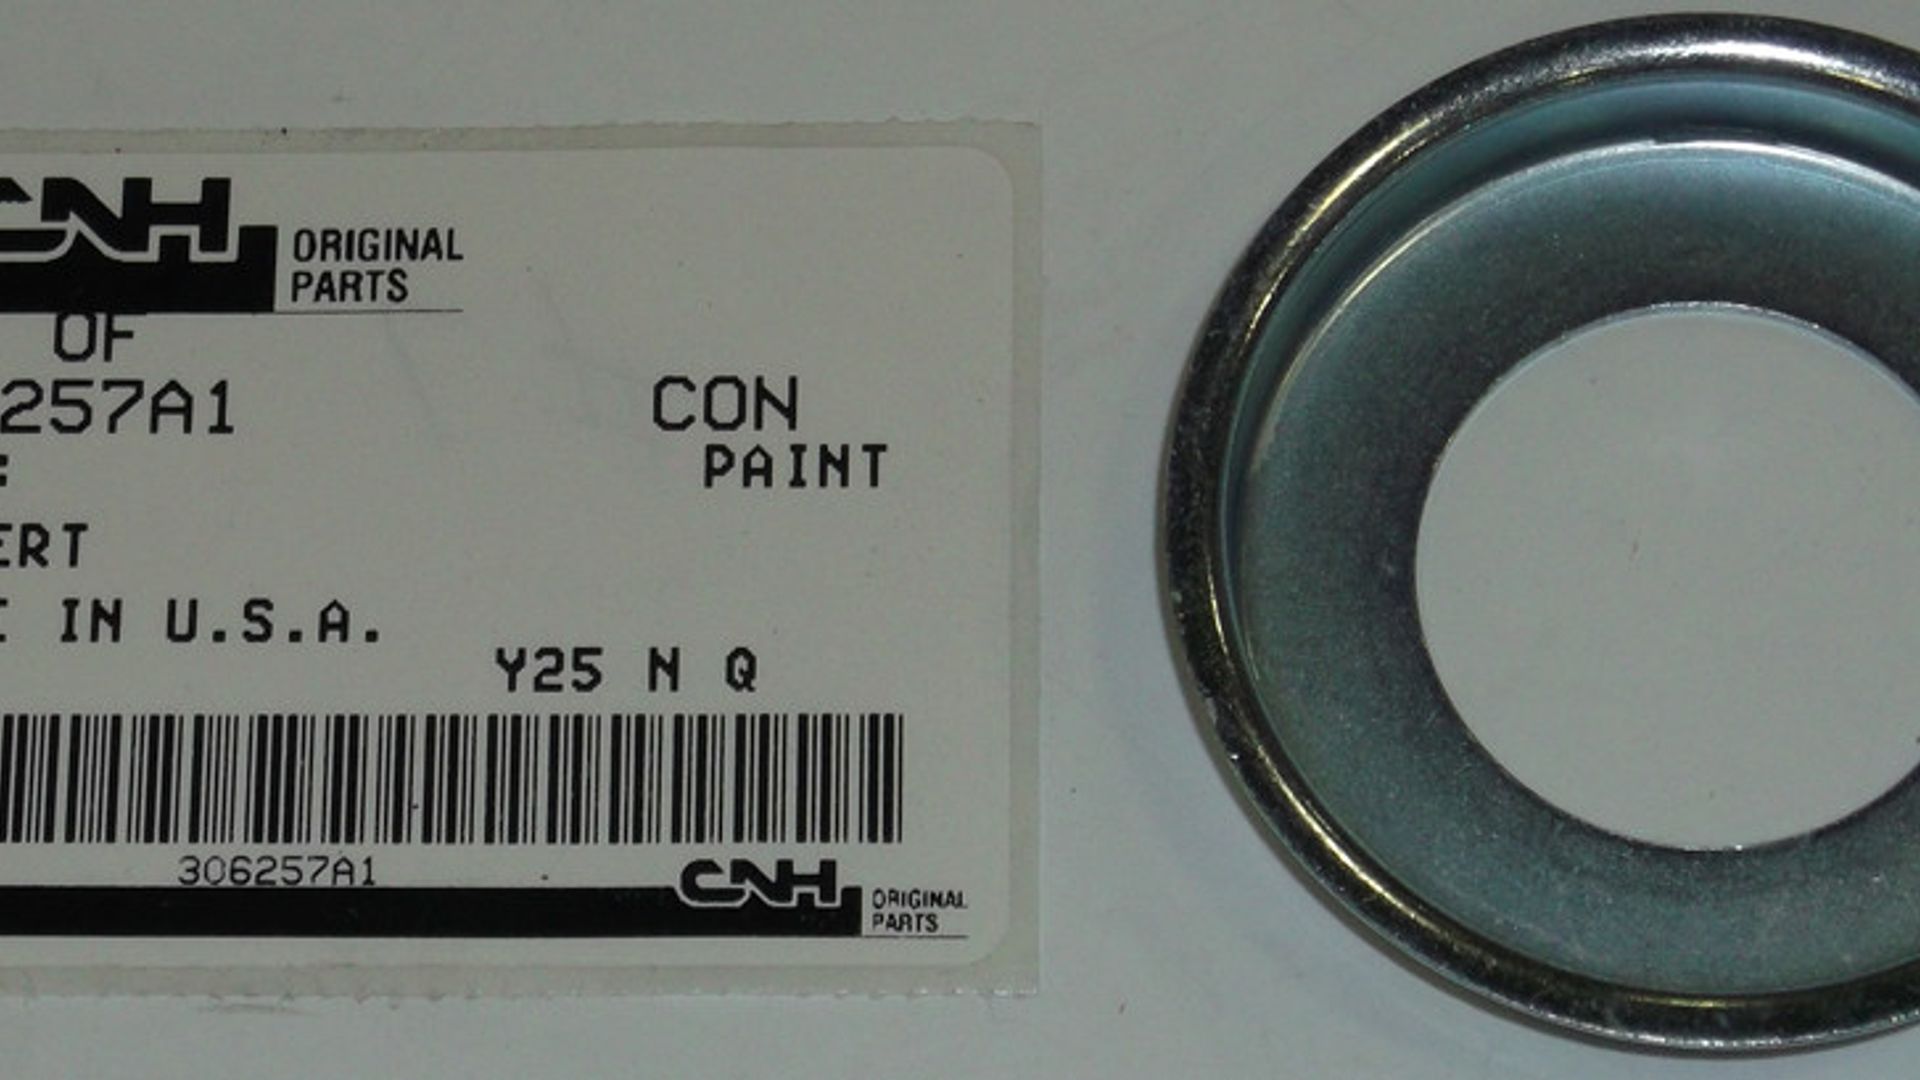 CNH ORIGINAL
PARTS
OF
257A1 CON
PAINT
:
ERT
IN U.S.A.
Y25 N Q
306257A1
CNH ORIGINAL
PARTS